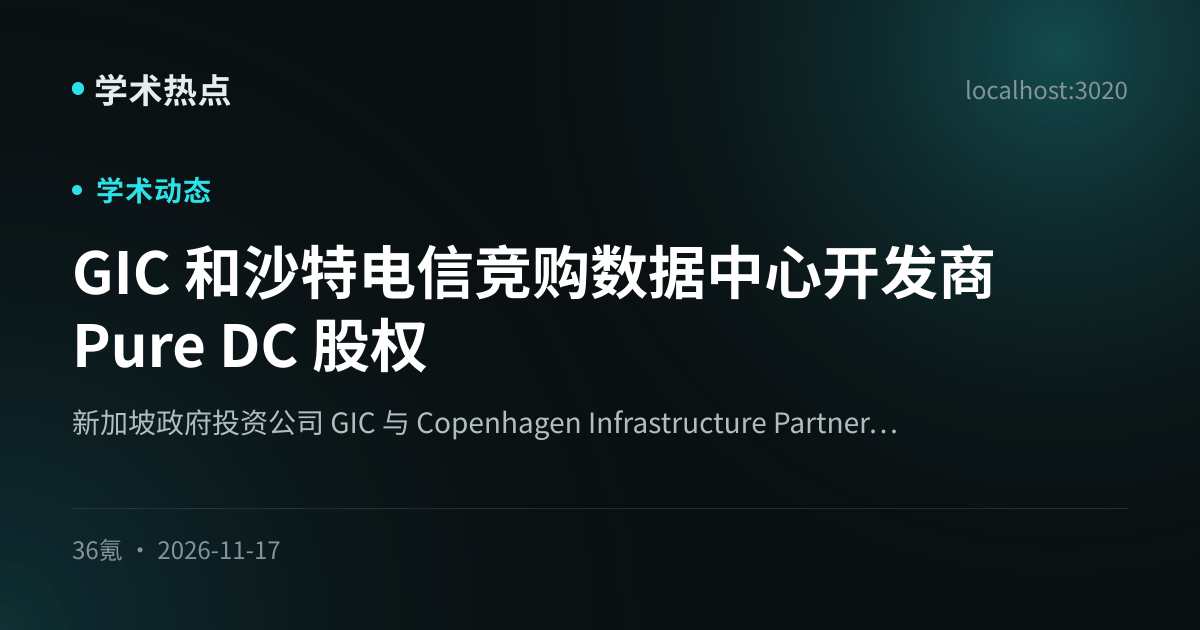 学术热点
localhost:3020
学术动态
GIC 和沙特电信竞购数据中心开发商
Pure DC 股权
新加坡政府投资公司 GIC 与 Copenhagen Infrastructure Partner…
36氪 · 2026-11-17